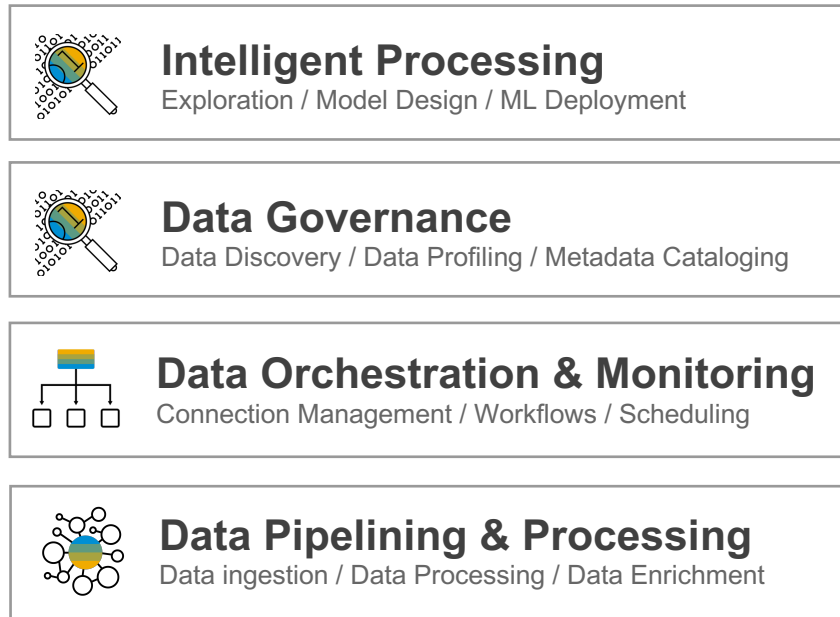 Intelligent Processing
Exploration / Model Design / ML Deployment
Data Governance
Data Discovery / Data Profiling / Metadata Cataloging
Data Orchestration & Monitoring
Connection Management / Workflows / Scheduling
Data Pipelining & Processing
Data ingestion / Data Processing / Data Enrichment